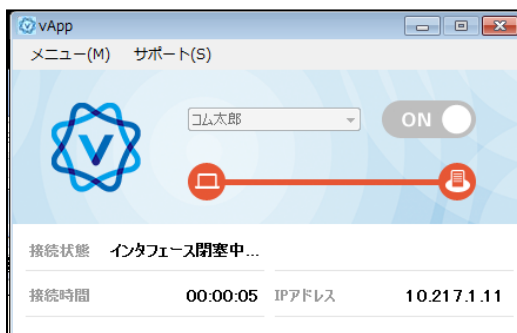 vApp
メニュー(M) サポート(S)
コム太郎 ON
接続状態 インタフェース閉塞中...
接続時間 00:00:05 IPアドレス 10.217.1.11